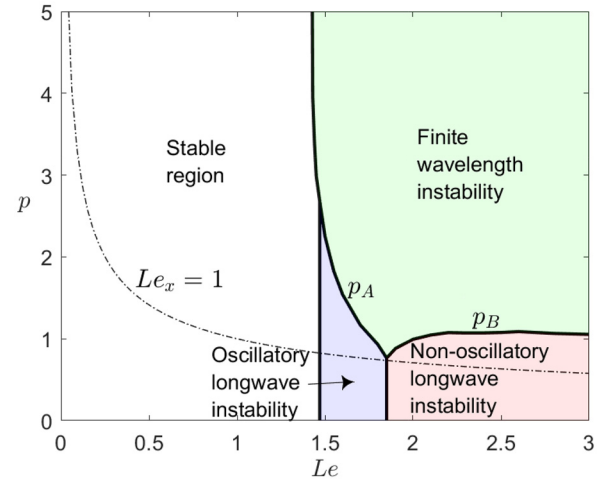 5
4
3
2
1
0
p
Stable
region
Finite
wavelength
instability
Le_x = 1
p_A
p_B
Oscillatory
longwave
instability
Non-oscillatory
longwave
instability
0 0.5 1 1.5 2 2.5 3
Le